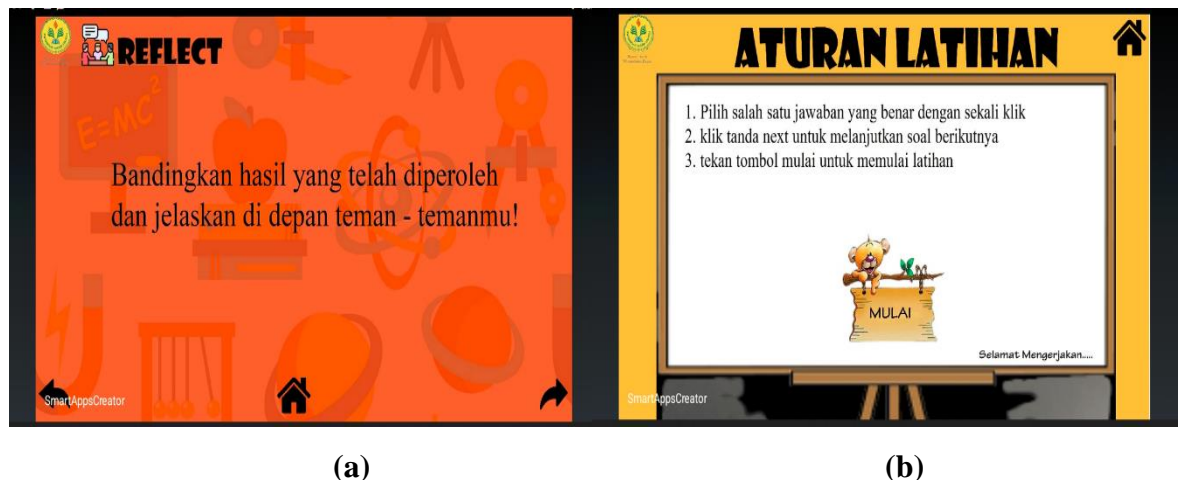 REFLECT
E=MC2
Bandingkan hasil yang telah diperoleh
dan jelaskan di depan teman - temanmu!
SmartAppsCreator
(a)
ATURAN LATIHAN
1. Pilih salah satu jawaban yang benar dengan sekali klik
2. klik tanda next untuk melanjutkan soal berikutnya
3. tekan tombol mulai untuk memulai latihan
MULAI
Selamat Mengerjakan....
SmartAppsCreator
(b)